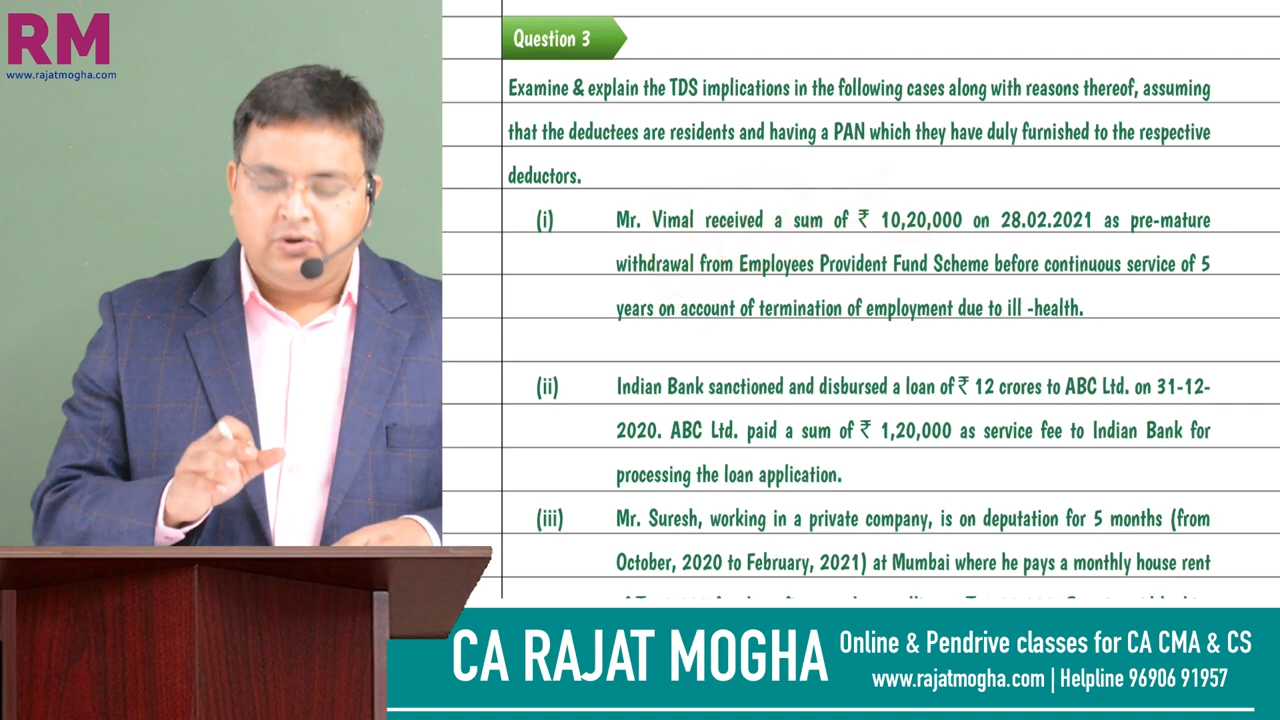 RM
www.rajatmogha.com
Question 3
Examine & explain the TDS implications in the following cases along with reasons thereof, assuming
that the deductees are residents and having a PAN which they have duly furnished to the respective
deductors.
(i) Mr. Vimal received a sum of ₹ 10,20,000 on 28.02.2021 as pre-mature
withdrawal from Employees Provident Fund Scheme before continuous service of 5
years on account of termination of employment due to ill -health.
(ii) Indian Bank sanctioned and disbursed a loan of ₹ 12 crores to ABC Ltd. on 31-12-
2020. ABC Ltd. paid a sum of ₹ 1,20,000 as service fee to Indian Bank for
processing the loan application.
(iii) Mr. Suresh, working in a private company, is on deputation for 5 months (from
October, 2020 to February, 2021) at Mumbai where he pays a monthly house rent
CA RAJAT MOGHA
Online & Pendrive classes for CA CMA & CS
www.rajatmogha.com | Helpline 96906 91957